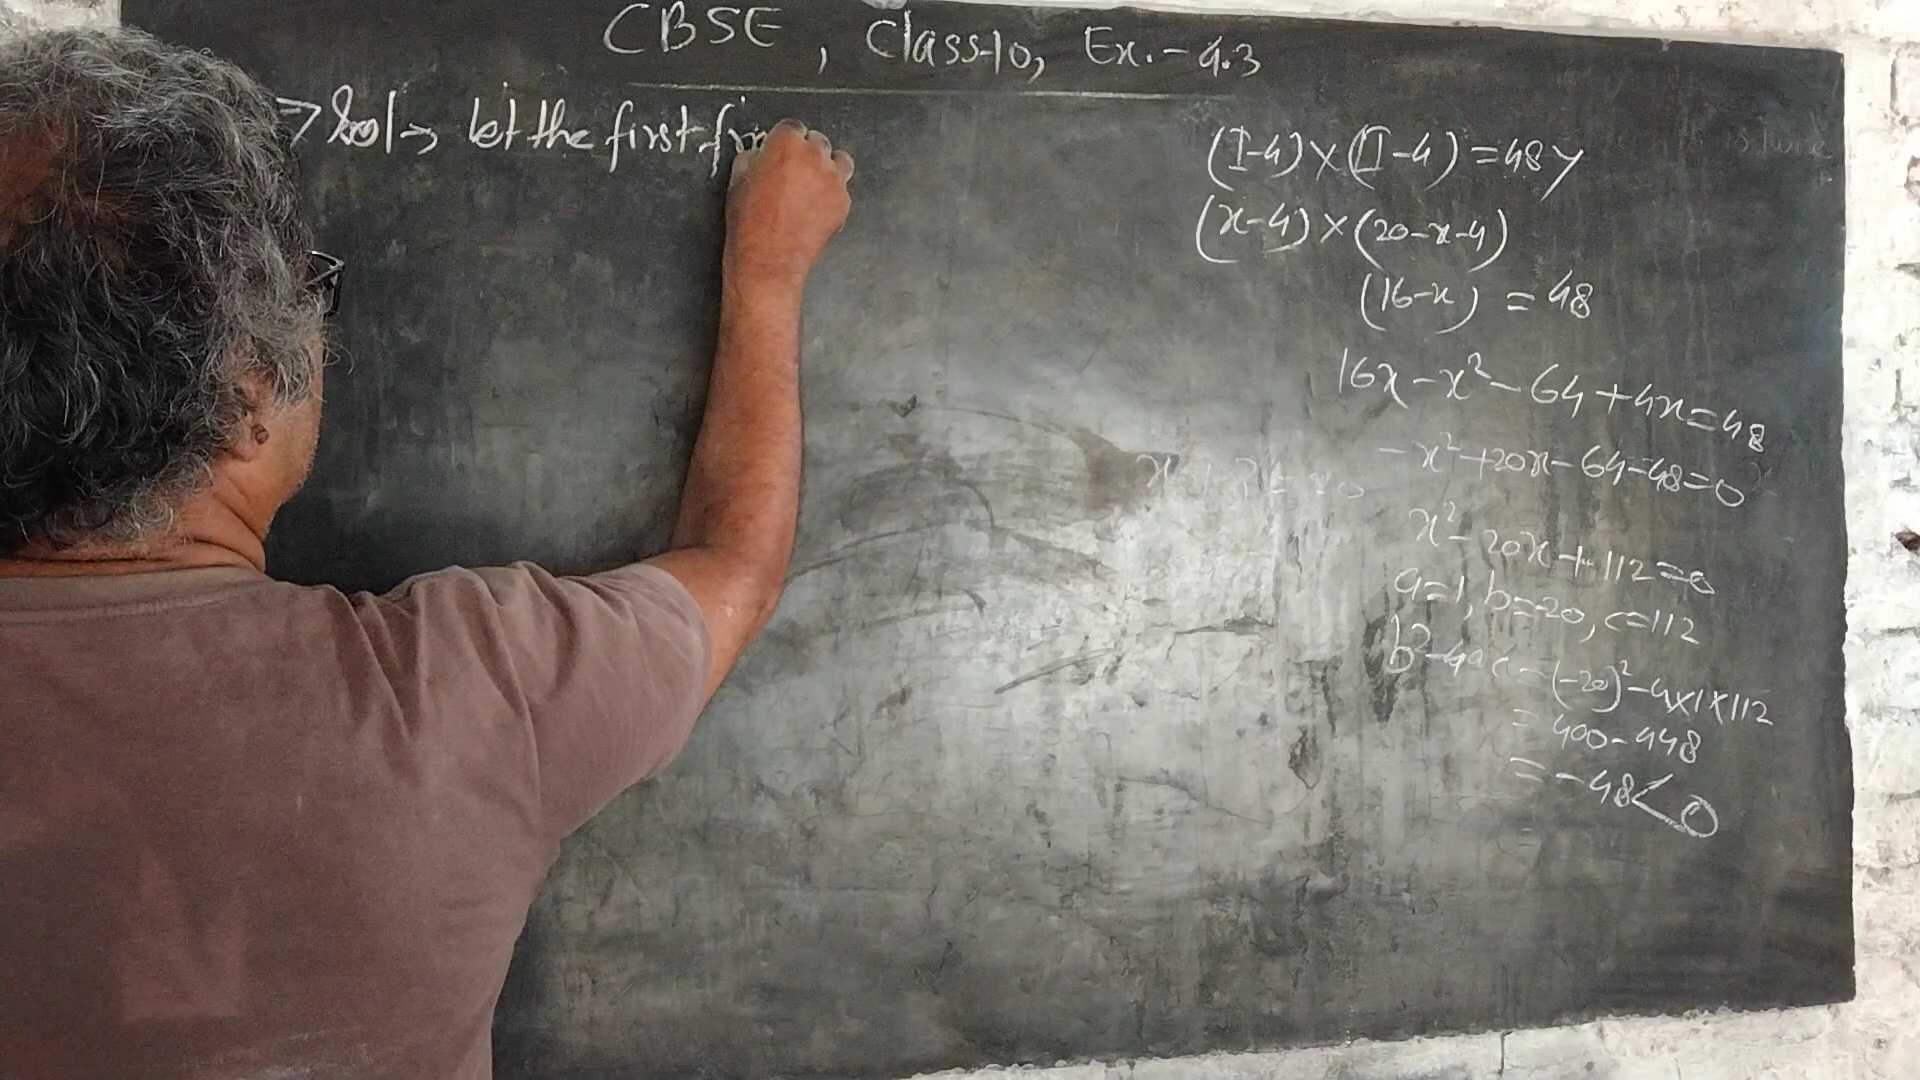 CBSE, Class-10, Ex.-4.3
⇒ Sol → let the first fri
(I-4)×(II-4)=48y
(x-4)×(20-x-4)
(16-x) = 48
16x-x²-64+4x=48
-x²+20x-64-48=0
x²-20x+112=0
a=1, b=-20, c=112
b²-4ac=(-20)²-4×1×112
=400-448
=-48<0